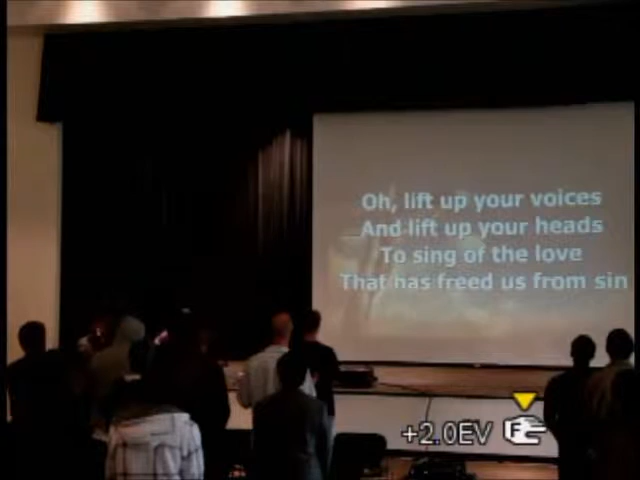 Oh, lift up your voices
And lift up your heads
To sing of the love
That has freed us from sin
+2.0EV